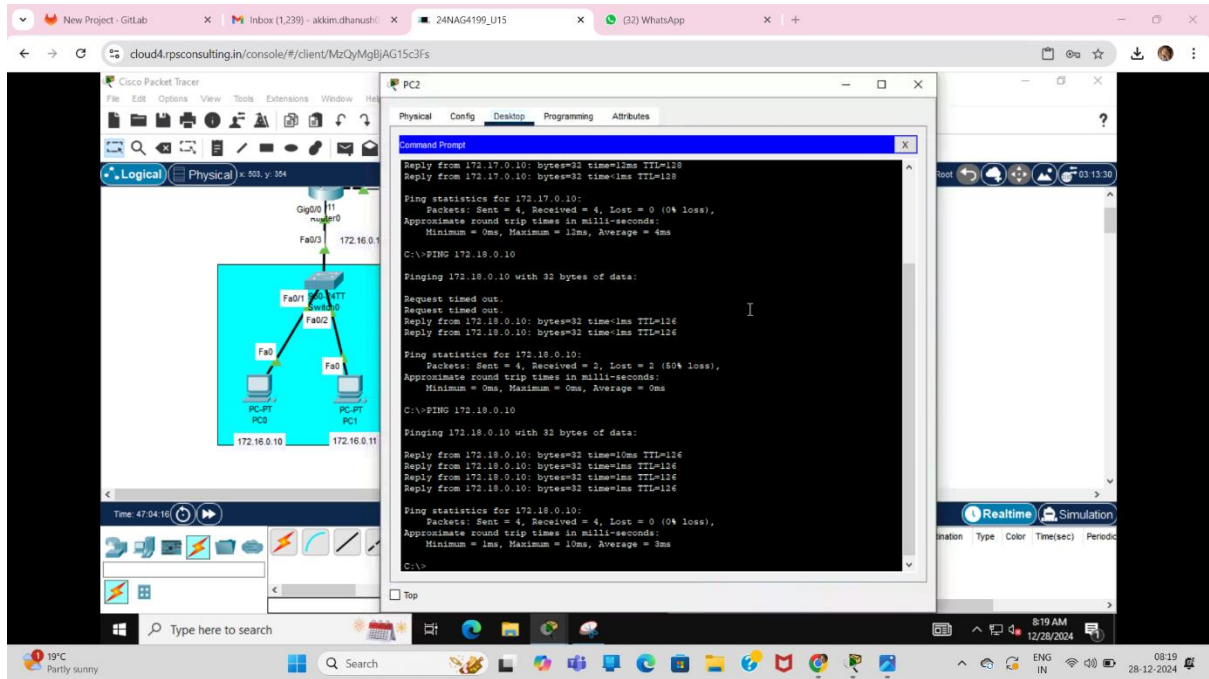 New Project - GitLab
Inbox (1,239) - akkim.dhanush
24NAG4199_U15
(32) WhatsApp
cloud4.rpsconsulting.in/console/#/client/MzQyMgBjAG15c3Fs
Cisco Packet Tracer
File Edit Options View Tools Extensions Window Hel
Logical Physical x: 503, y: 354
Root 03:13:30
Gig0/0
Fa0/3 172.16.0.1
Fa0/1
Switch0
Fa0/2
Fa0
Fa0
PC-PT PC-PT
PC0 PC1
172.16.0.10 172.16.0.11
PC2
Physical Config Desktop Programming Attributes
Command Prompt X
Reply from 172.17.0.10: bytes=32 time=12ms TTL=128
Reply from 172.17.0.10: bytes=32 time<1ms TTL=128
Ping statistics for 172.17.0.10:
Packets: Sent = 4, Received = 4, Lost = 0 (0% loss),
Approximate round trip times in milli-seconds:
Minimum = 0ms, Maximum = 12ms, Average = 4ms
C:\>PING 172.18.0.10
Pinging 172.18.0.10 with 32 bytes of data:
Request timed out.
Request timed out.
Reply from 172.18.0.10: bytes=32 time<1ms TTL=126
Reply from 172.18.0.10: bytes=32 time<1ms TTL=126
Ping statistics for 172.18.0.10:
Packets: Sent = 4, Received = 2, Lost = 2 (50% loss),
Approximate round trip times in milli-seconds:
Minimum = 0ms, Maximum = 0ms, Average = 0ms
C:\>PING 172.18.0.10
Pinging 172.18.0.10 with 32 bytes of data:
Reply from 172.18.0.10: bytes=32 time=10ms TTL=126
Reply from 172.18.0.10: bytes=32 time=1ms TTL=126
Reply from 172.18.0.10: bytes=32 time=1ms TTL=126
Reply from 172.18.0.10: bytes=32 time=1ms TTL=126
Ping statistics for 172.18.0.10:
Packets: Sent = 4, Received = 4, Lost = 0 (0% loss),
Approximate round trip times in milli-seconds:
Minimum = 1ms, Maximum = 10ms, Average = 3ms
C:\>
Top
Time: 47:04:16
Realtime Simulation
ination Type Color Time(sec) Periodic
Type here to search
8:19 AM
12/28/2024
19°C
Partly sunny
Search
ENG
IN
08:19
28-12-2024